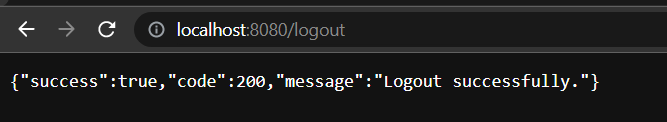 localhost:8080/logout
{"success":true,"code":200,"message":"Logout successfully."}